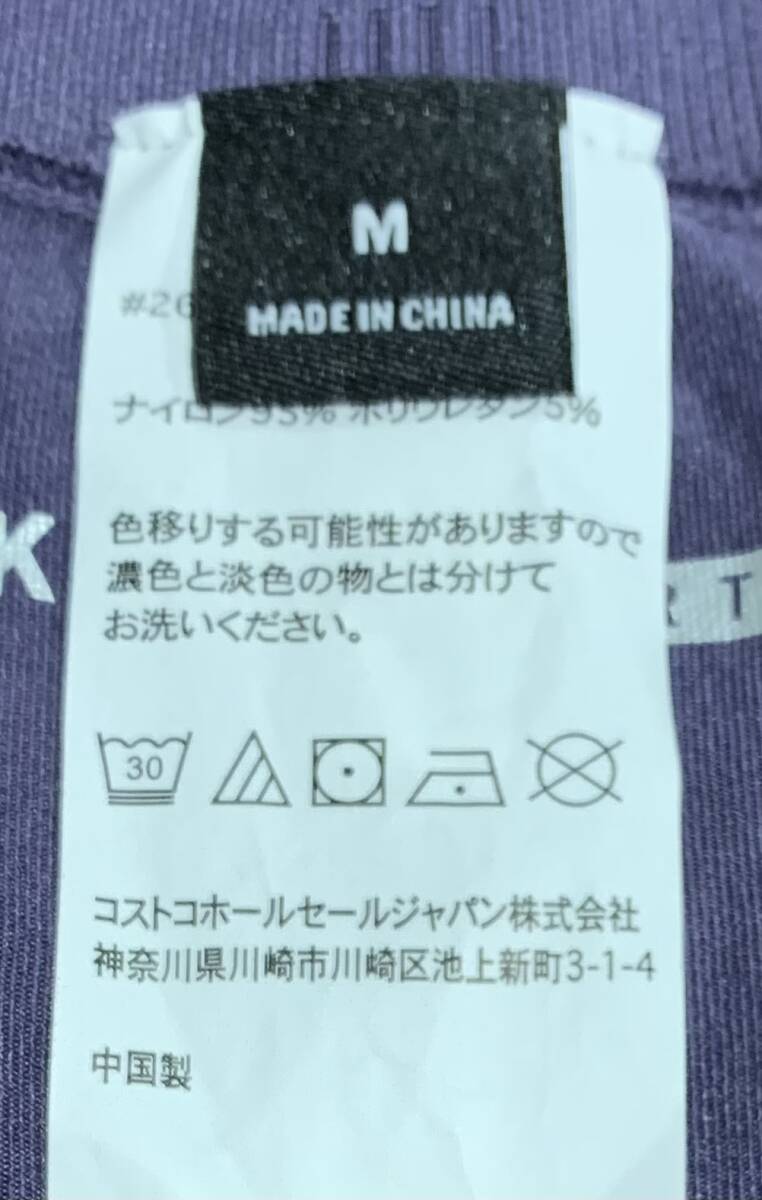 M
MADE IN CHINA
#26
ナイロン95% ポリウレタン5%
色移りする可能性がありますので
濃色と淡色の物とは分けて
お洗いください。
30
コストコホールセールジャパン株式会社
神奈川県川崎市川崎区池上新町3-1-4
中国製
K
RT